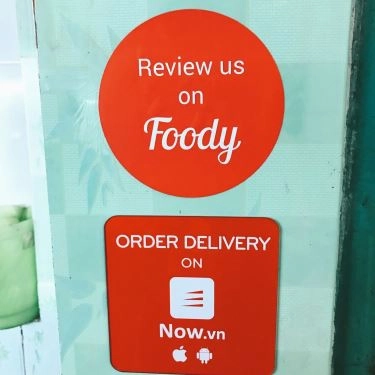 Review us
on
Foody
ORDER DELIVERY
ON
Now.vn